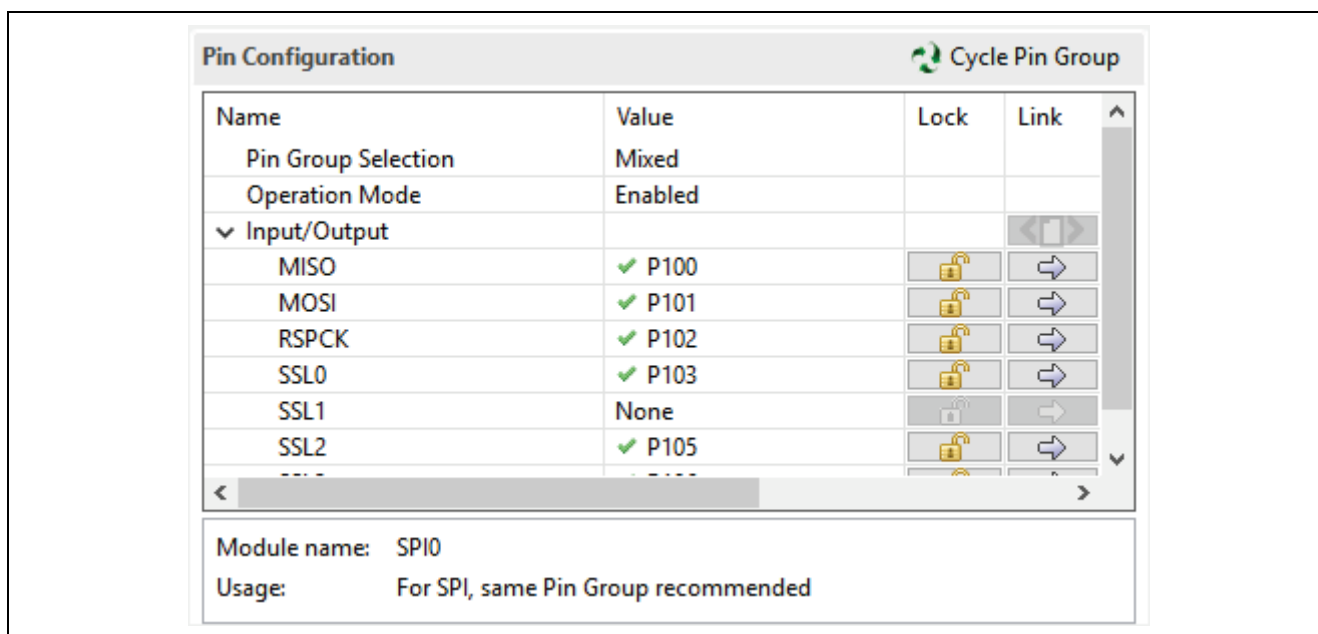 Pin Configuration Cycle Pin Group
Name Value Lock Link
Pin Group Selection Mixed
Operation Mode Enabled
Input/Output
MISO P100
MOSI P101
RSPCK P102
SSL0 P103
SSL1 None
SSL2 P105
Module name: SPI0
Usage: For SPI, same Pin Group recommended